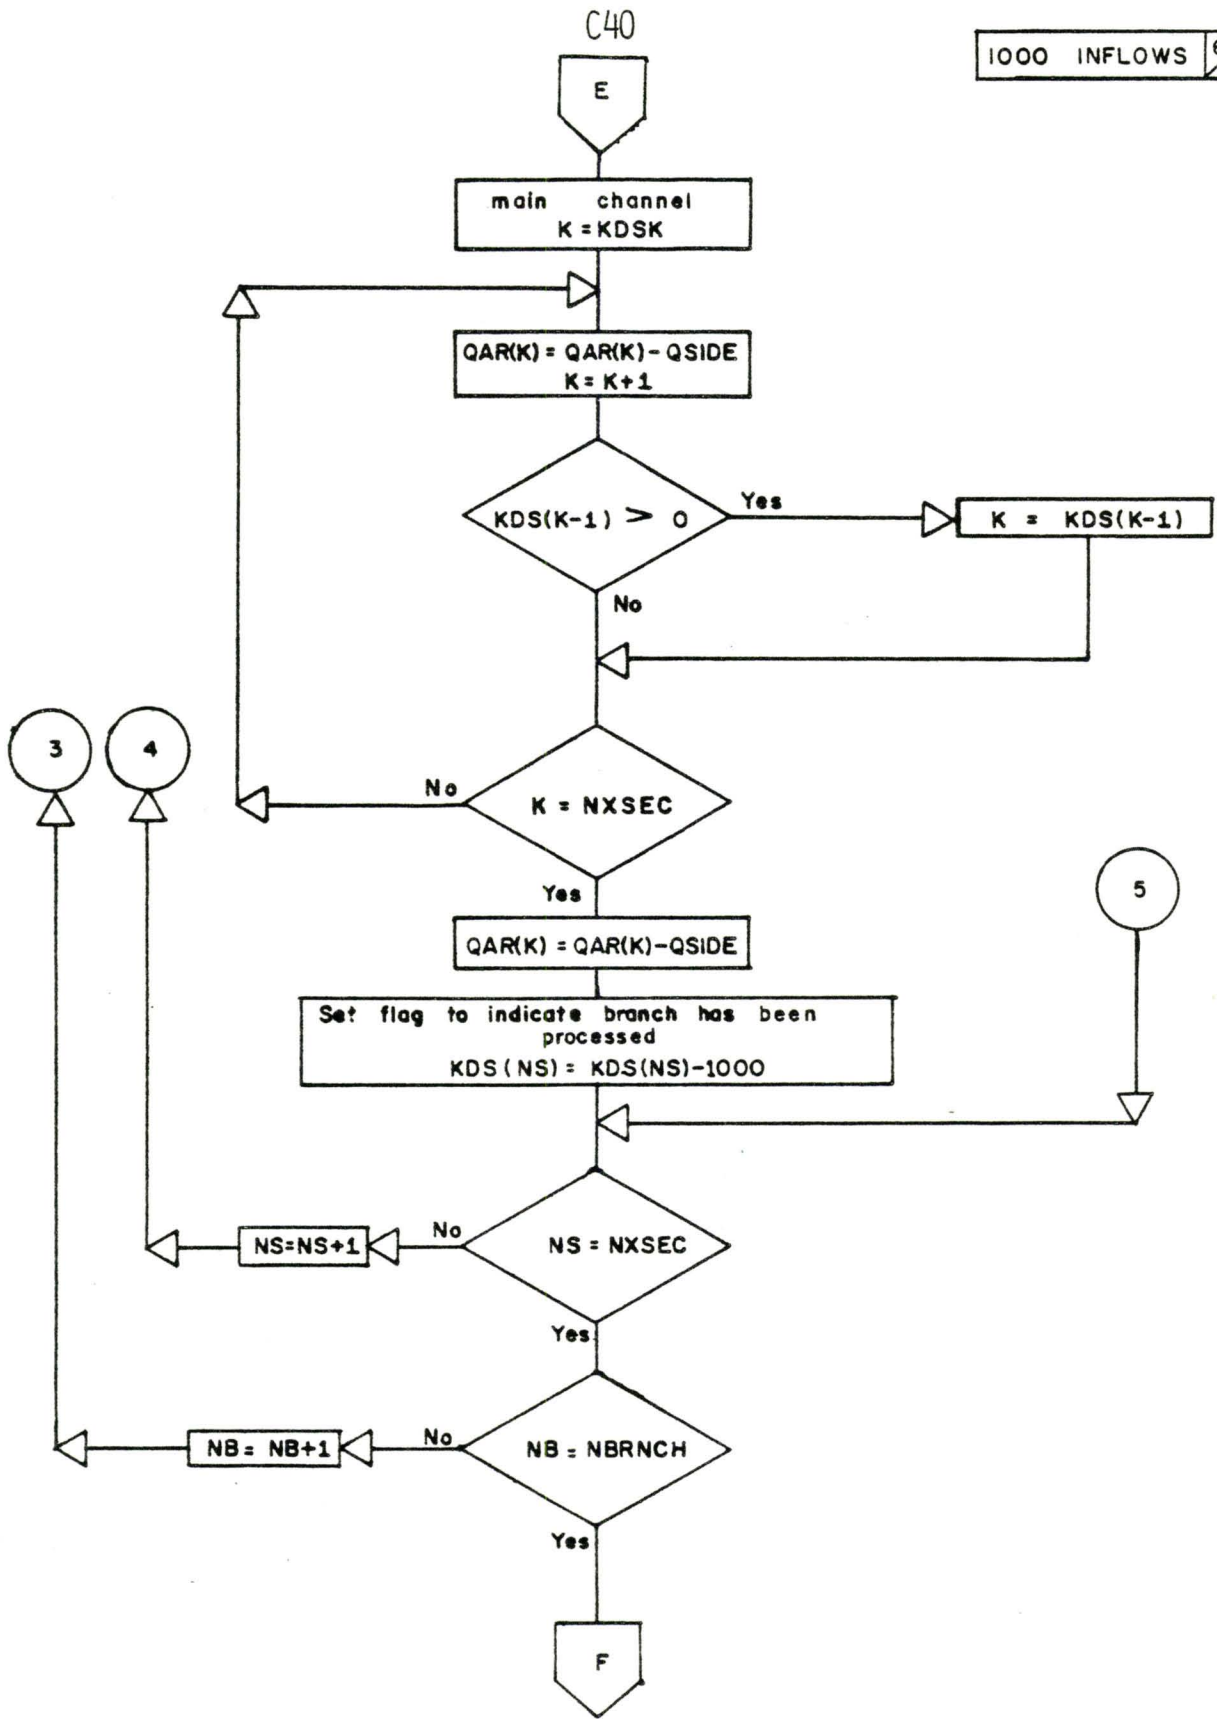 C40
1000 INFLOWS
E
main channel
K = KDSK
QAR(K) = QAR(K) - QSIDE
K = K+1
KDS(K-1) > 0
Yes
K = KDS(K-1)
No
3
4
No
K = NXSEC
Yes
5
QAR(K) = QAR(K)-QSIDE
Set flag to indicate branch has been
processed
KDS (NS) = KDS(NS)-1000
NS=NS+1
No
NS = NXSEC
Yes
NB = NB+1
No
NB = NBRNCH
Yes
F